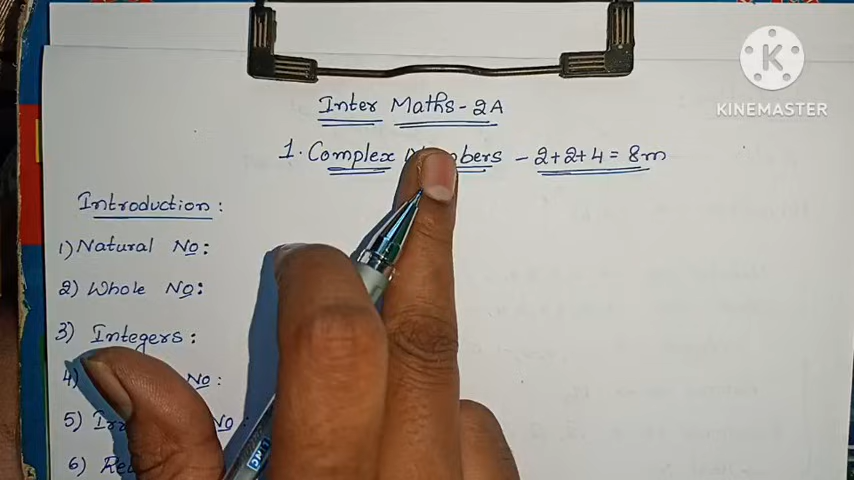 Inter Maths - 2A
1. Complex - 2+2+4 = 8m
Introduction :
1) Natural No:
2) Whole No:
3) Integers :
4) No :
5) No :
6)
K
KINEMASTER